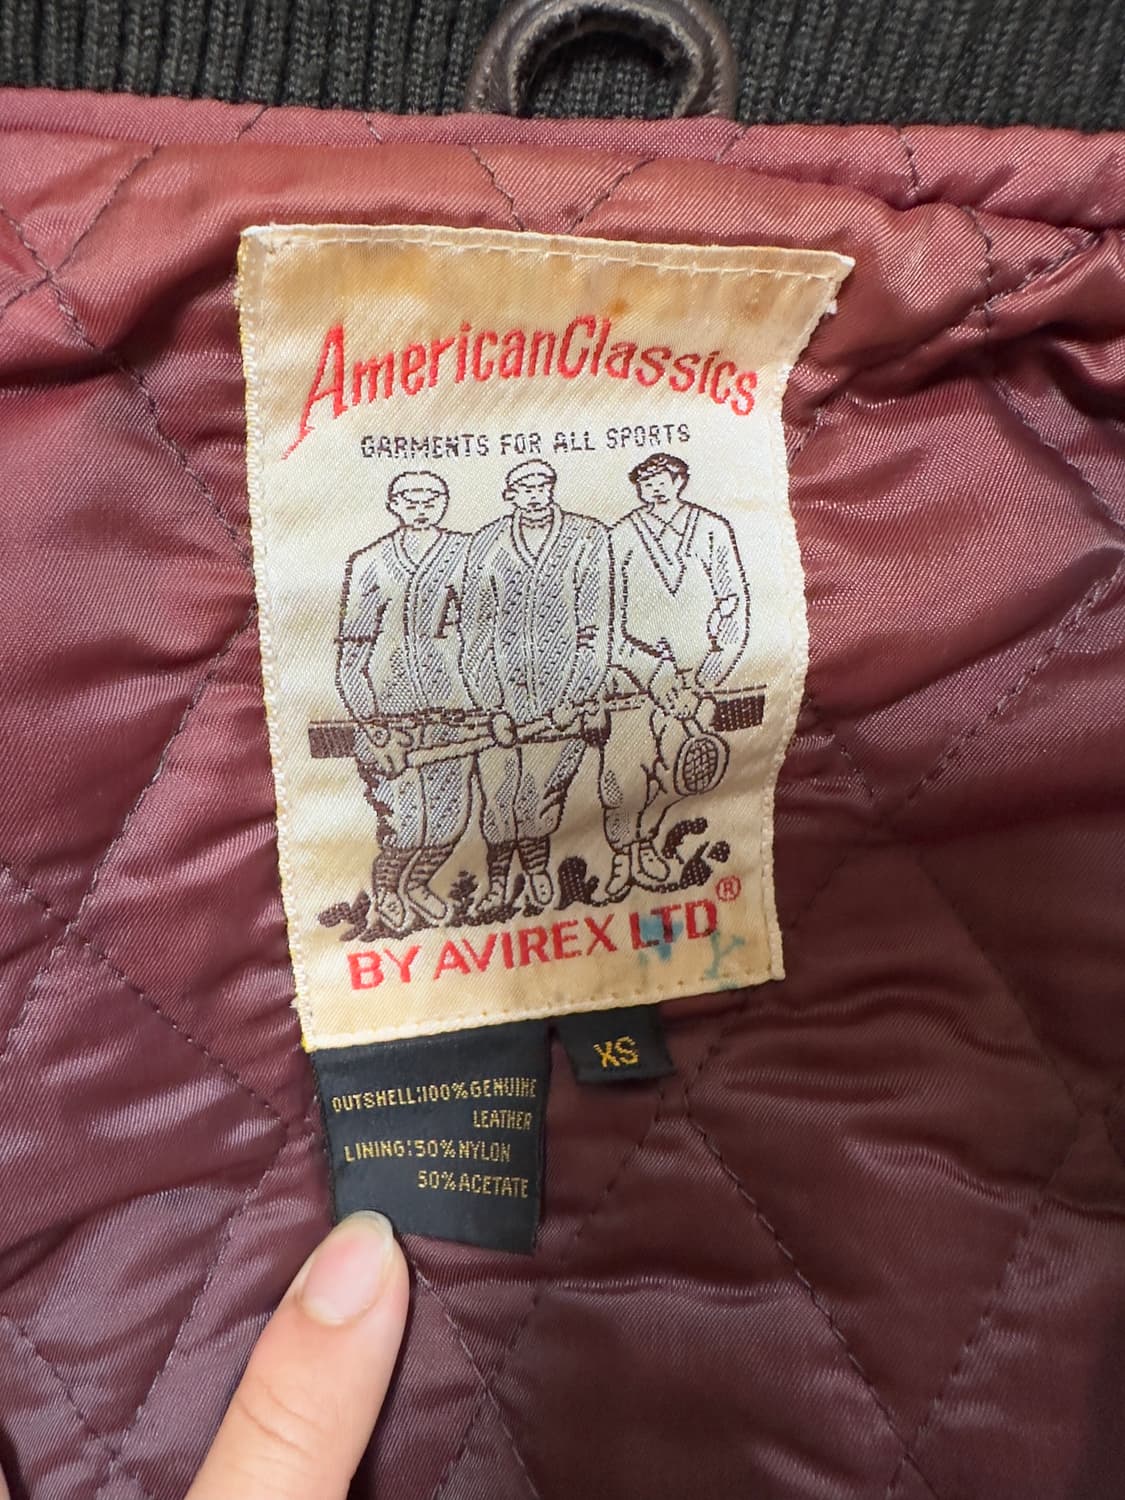 AmericanClassics
GARMENTS FOR ALL SPORTS
A
BY AVIREX LTD®
XS
OUTSHELL:100%GENUINE
LEATHER
LINING:50%NYLON
50%ACETATE